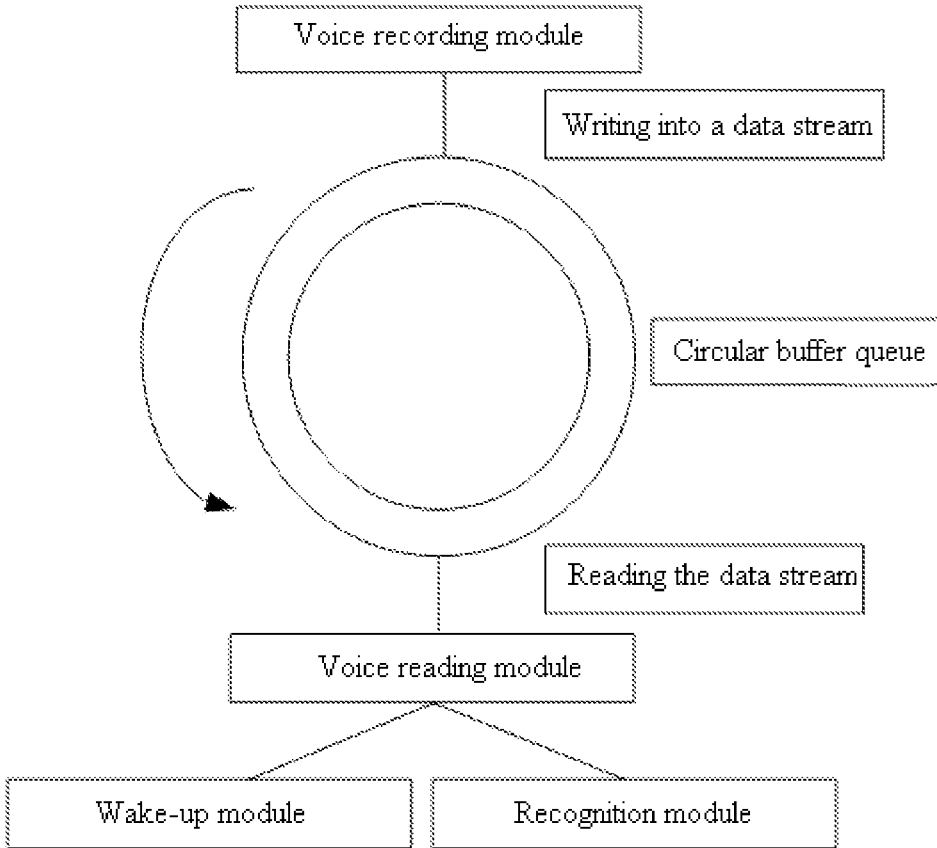 Voice recording module
Writing into a data stream
Circular buffer queue
Reading the data stream
Voice reading module
Wake-up module
Recognition module